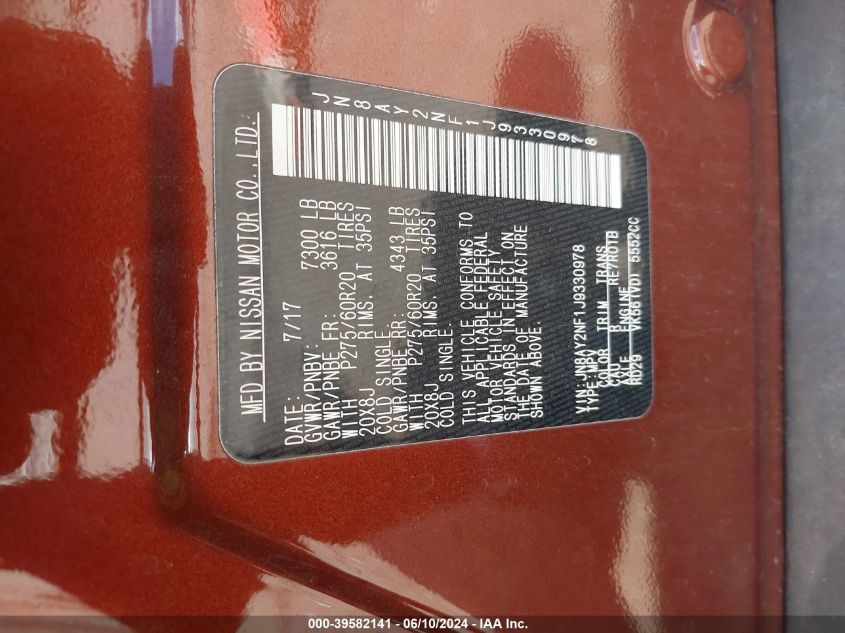 MFD BY NISSAN MOTOR CO.,LTD.
JN8AY2NF1J9330978
DATE: 7/17
GVWR/PNBV: 7300 LB
GAWR/PNBE FR: 3616 LB
WITH P275/60R20 TIRES
20X8J RIMS. AT 35PSI
COLD SINGLE.
GAWR/PNBE RR: 4343 LB
WITH P275/60R20 TIRES
20X8J RIMS. AT 35PSI
COLD SINGLE
THIS VEHICLE CONFORMS TO
ALL APPLICABLE FEDERAL
MOTOR VEHICLE SAFETY
STANDARDS IN EFFECT ON
THE DATE OF MANUFACTURE
SHOWN ABOVE.
VIN: JN8AY2NF1J9330978
TYPE: MPV
COLOR TRIM TRANS
CAU B RE7R01B
AXLE ENGINE
R029 VK56(VD) 5552CC
000-39582141 - 06/10/2024 - IAA Inc.